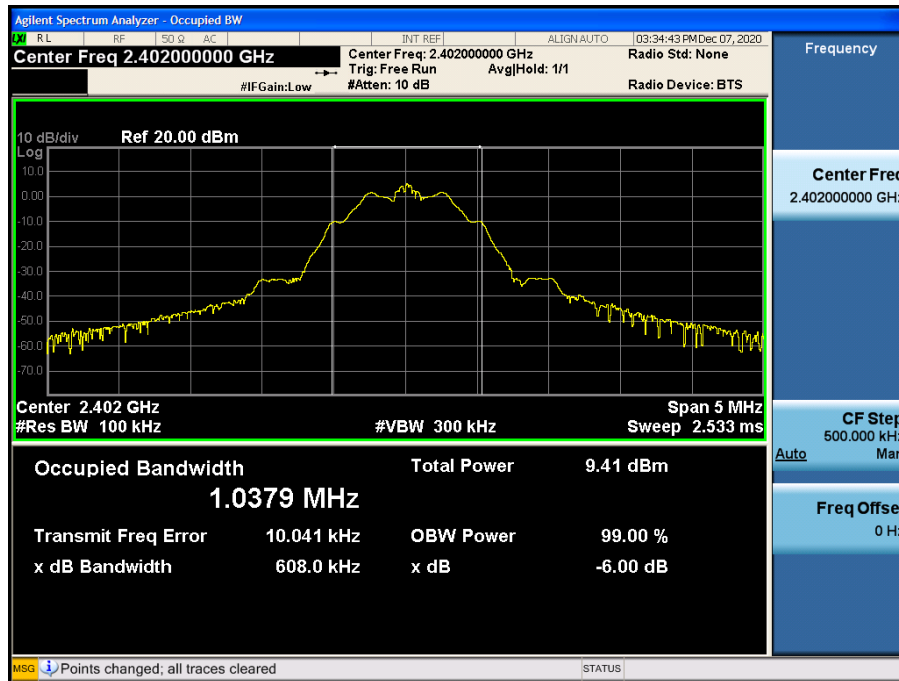 Agilent Spectrum Analyzer - Occupied BW
LXI RL RF 50 Ω AC INT REF ALIGN AUTO 03:34:43 PM Dec 07, 2020
Center Freq 2.402000000 GHz
Center Freq: 2.402000000 GHz
Radio Std: None
Trig: Free Run Avg|Hold: 1/1
#IFGain:Low
#Atten: 10 dB
Radio Device: BTS
10 dB/div Ref 20.00 dBm
Log
10.0
0.00
-10.0
-20.0
-30.0
-40.0
-50.0
-60.0
-70.0
Center 2.402 GHz Span 5 MHz
#Res BW 100 kHz #VBW 300 kHz Sweep 2.533 ms
Occupied Bandwidth Total Power 9.41 dBm
1.0379 MHz
Transmit Freq Error 10.041 kHz OBW Power 99.00 %
x dB Bandwidth 608.0 kHz x dB -6.00 dB
Frequency
Center Freq
2.402000000 GHz
CF Step
500.000 kHz
Auto Man
Freq Offset
0 Hz
MSG Points changed; all traces cleared STATUS